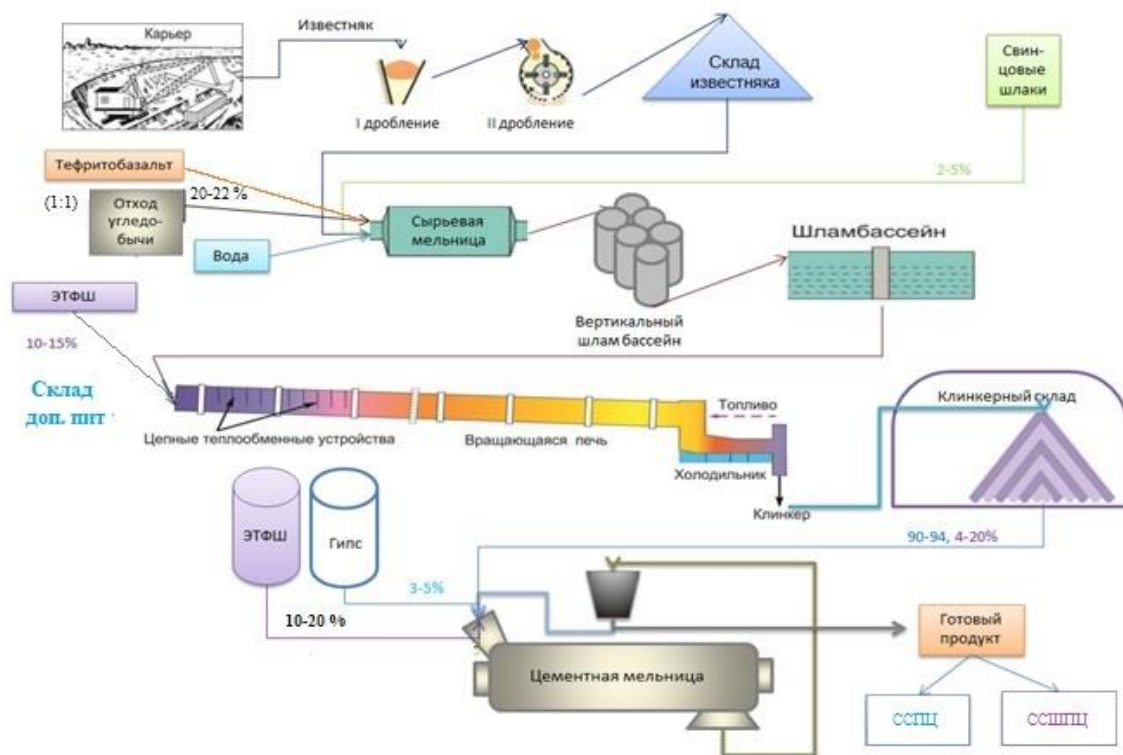 Карьер
Известняк
I дробление
II дробление
Склад
известняка
Свин-
цовые
шлаки
Тефритобазальт
(1:1)
20-22 %
Отход
угледо-
бычи
Вода
Сырьевая
мельница
2-5%
Вертикальный
шлам бассейн
Шламбассейн
ЭТФШ
10-15%
Склад
доп. пит
Цепные теплообменные устройства
Вращающаяся печь
Топливо
Холодильник
Клинкер
Клинкерный склад
90-94, 4-20%
ЭТФШ
Гипс
3-5%
10-20 %
Цементная мельница
Готовый
продукт
ССПЦ
ССШПЦ